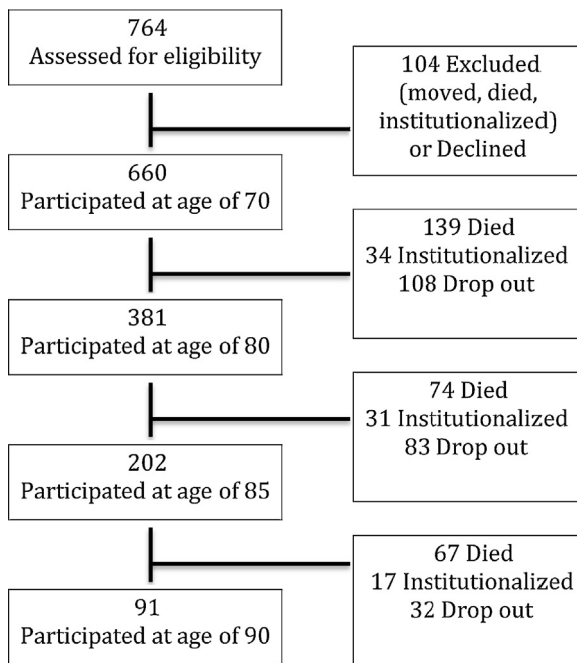 764
Assessed for eligibility
104 Excluded
(moved, died,
institutionalized)
or Declined
660
Participated at age of 70
139 Died
34 Institutionalized
108 Drop out
381
Participated at age of 80
74 Died
31 Institutionalized
83 Drop out
202
Participated at age of 85
67 Died
17 Institutionalized
32 Drop out
91
Participated at age of 90